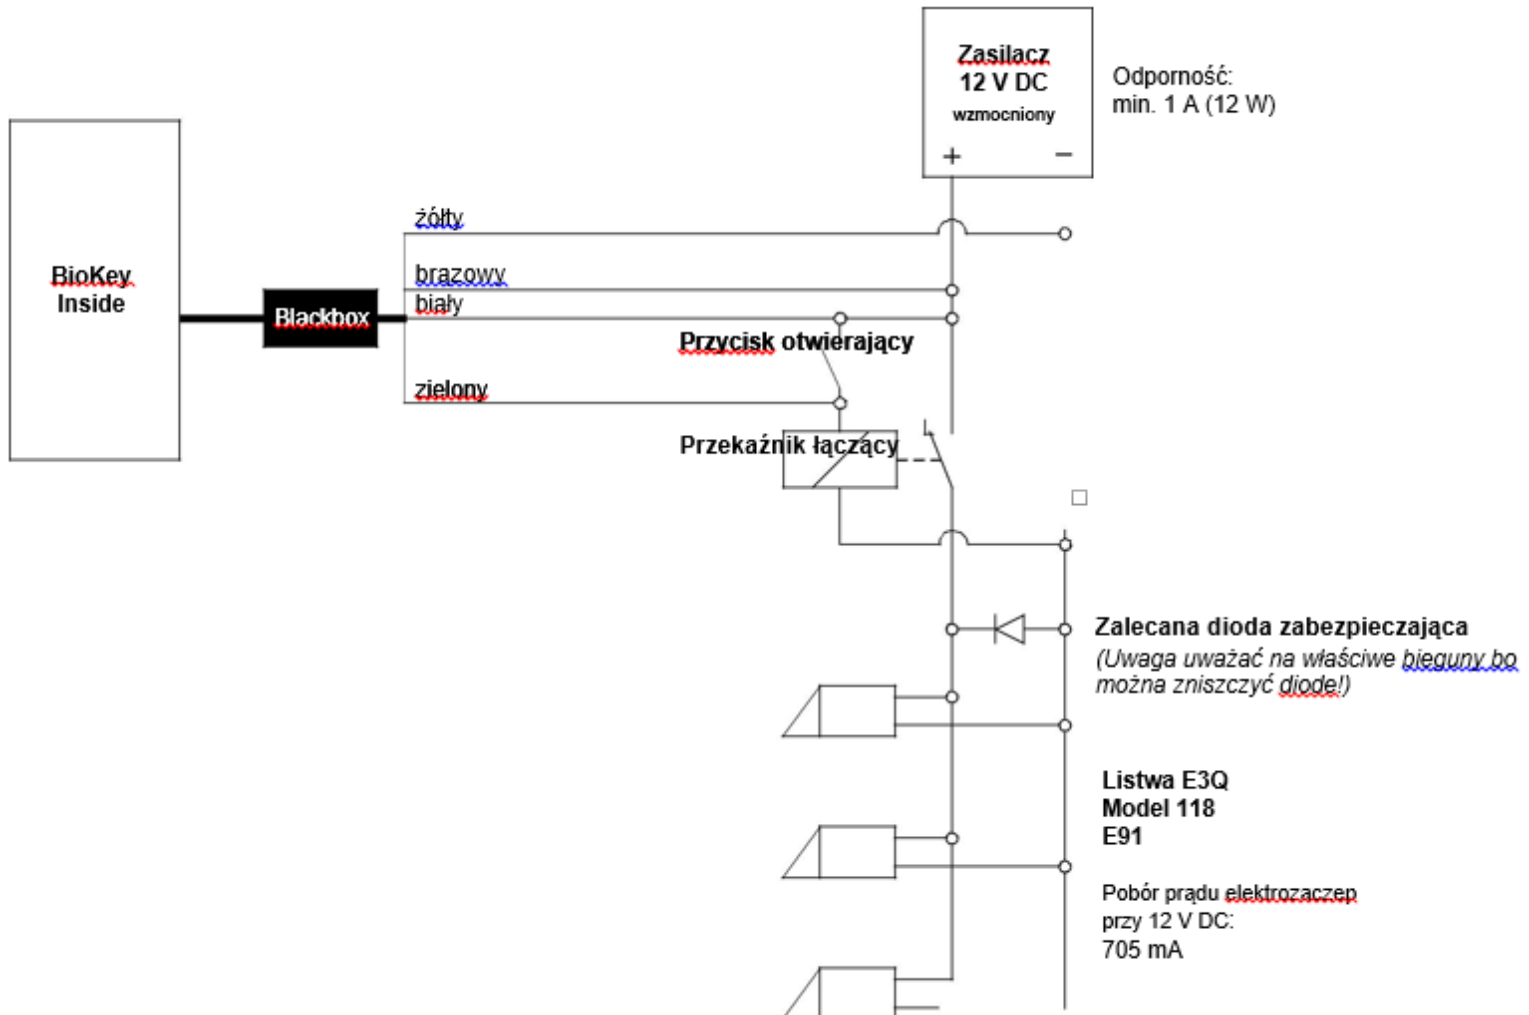 Zasilacz
12 V DC
wzmocniony
+ –
Odporność:
min. 1 A (12 W)
BioKey
Inside
Blackbox
żółty
brązowy
biały
zielony
Przycisk otwierający
Przekaźnik łączący
Zalecana dioda zabezpieczająca
(Uwaga uważać na właściwe bieguny bo
można zniszczyć diode!)
Listwa E3Q
Model 118
E91
Pobór prądu elektrozaczep
przy 12 V DC:
705 mA